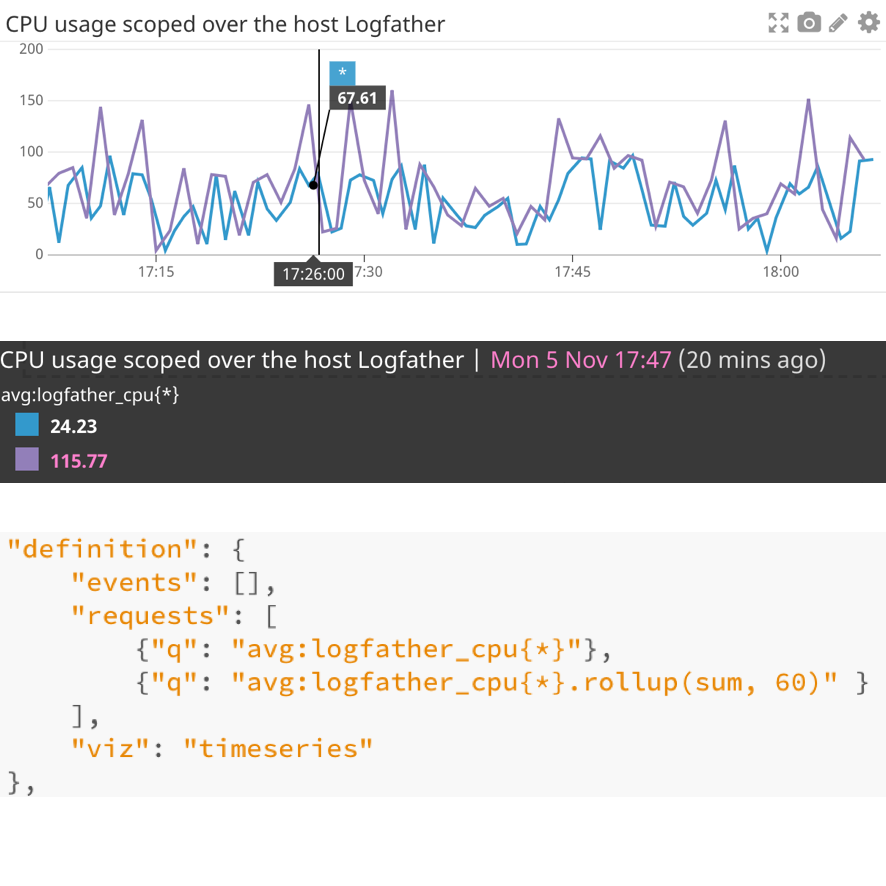 CPU usage scoped over the host Logfather
200
*
150
67.61
100
50
0
17:15
17:26:00
7:30
17:45
18:00
CPU usage scoped over the host Logfather | Mon 5 Nov 17:47 (20 mins ago)
avg:logfather_cpu{*}
24.23
115.77
"definition": {
"events": [],
"requests": [
{"q": "avg:logfather_cpu{*}"},
{"q": "avg:logfather_cpu{*}.rollup(sum, 60)" }
],
"viz": "timeseries"
},